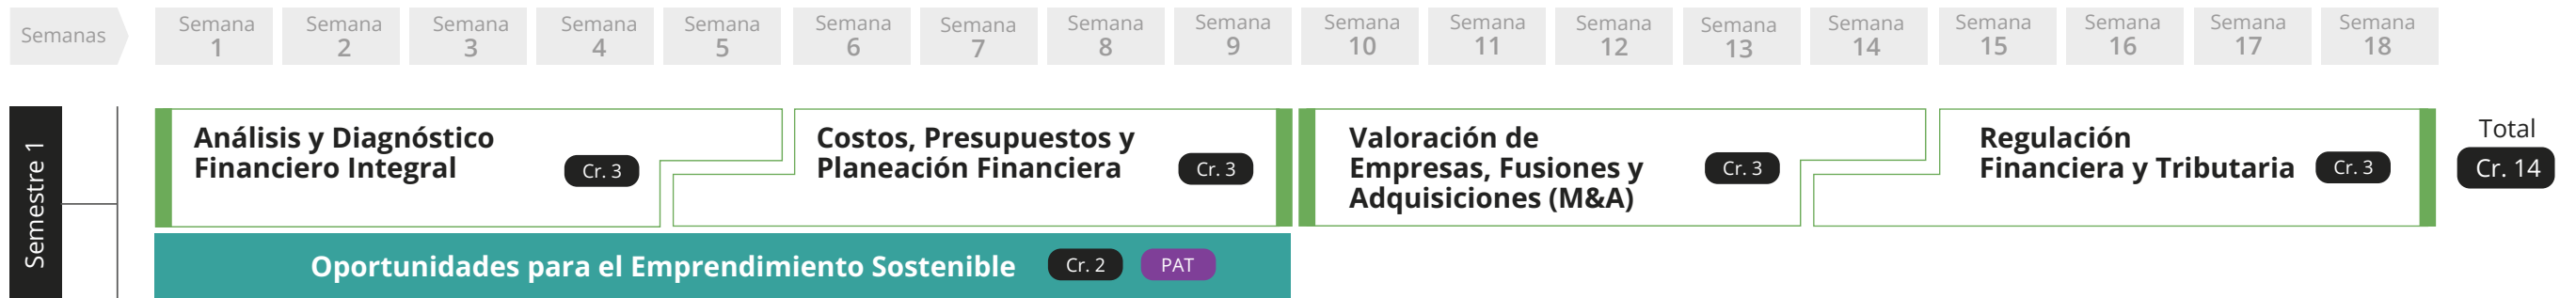 Semanas
Semana 1
Semana 2
Semana 3
Semana 4
Semana 5
Semana 6
Semana 7
Semana 8
Semana 9
Semana 10
Semana 11
Semana 12
Semana 13
Semana 14
Semana 15
Semana 16
Semana 17
Semana 18
Semestre 1
Análisis y Diagnóstico
Financiero Integral
Cr. 3
Costos, Presupuestos y
Planeación Financiera
Cr. 3
Valoración de
Empresas, Fusiones y
Adquisiciones (M&A)
Cr. 3
Regulación
Financiera y Tributaria
Cr. 3
Total
Cr. 14
Oportunidades para el Emprendimiento Sostenible
Cr. 2
PAT